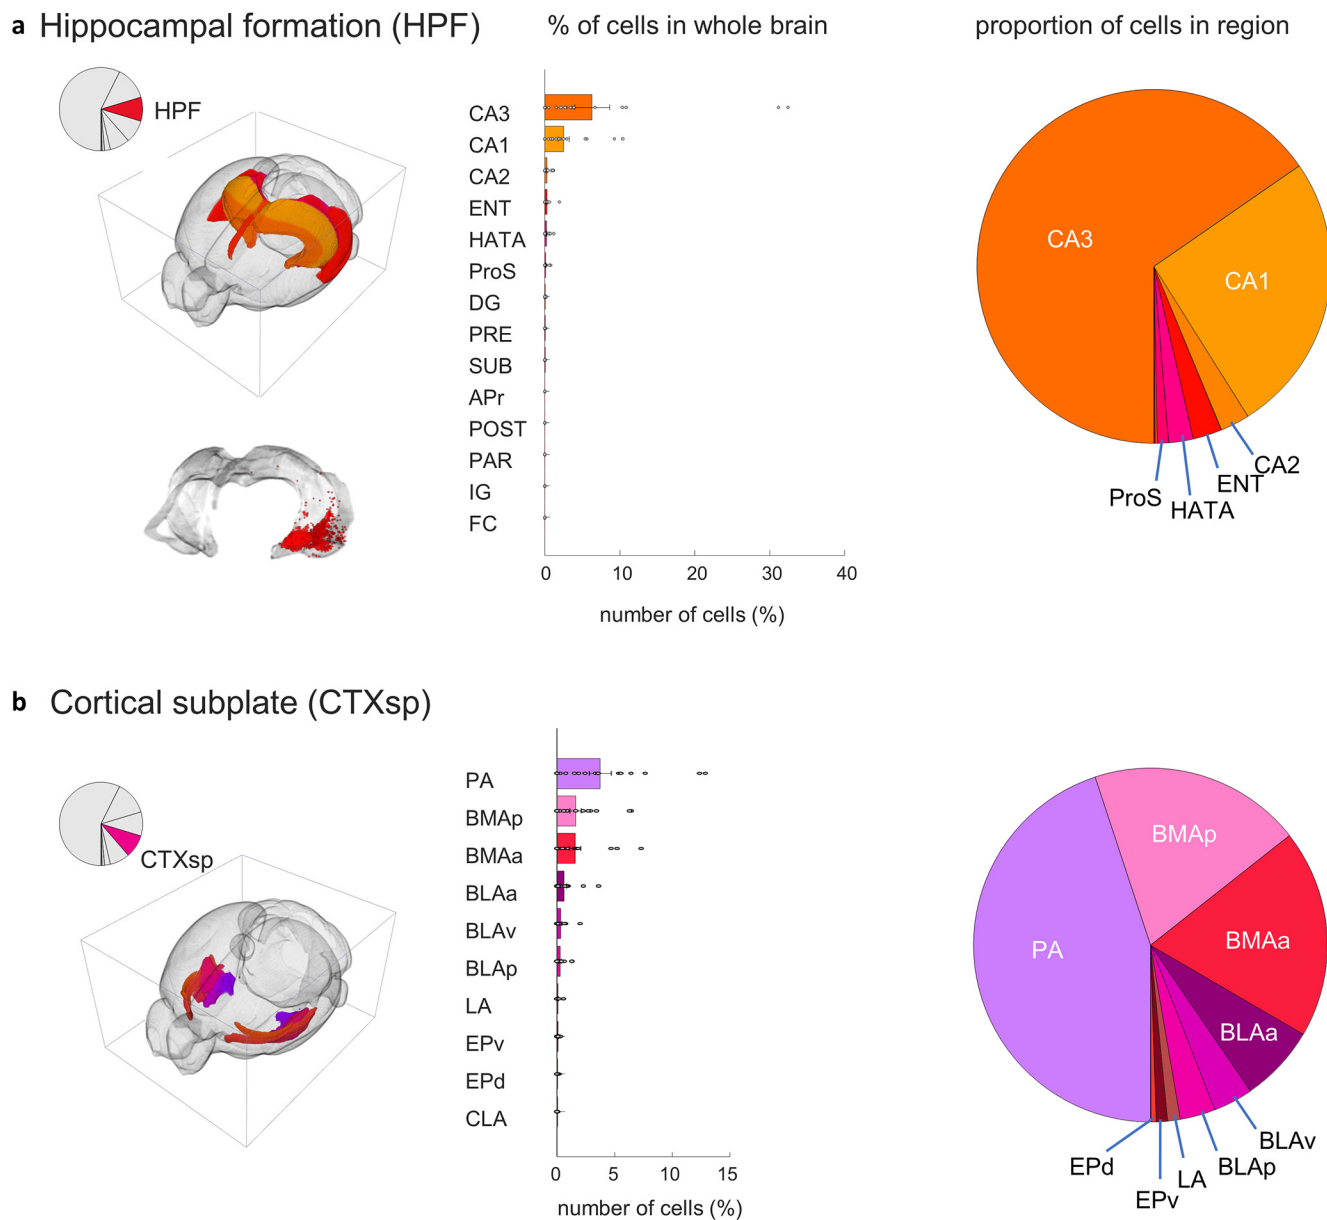 a Hippocampal formation (HPF)
% of cells in whole brain
proportion of cells in region
HPF
CA3
CA1
CA2
ENT
HATA
ProS
DG
PRE
SUB
APr
POST
PAR
IG
FC
0 10 20 30 40
number of cells (%)
CA3
CA1
CA2
ENT
HATA
ProS
b Cortical subplate (CTXsp)
CTXsp
PA
BMAp
BMAa
BLAa
BLAv
BLAp
LA
EPv
EPd
CLA
0 5 10 15
number of cells (%)
BMAp
BMAa
PA
BLAa
BLAv
BLAp
LA
EPv
EPd